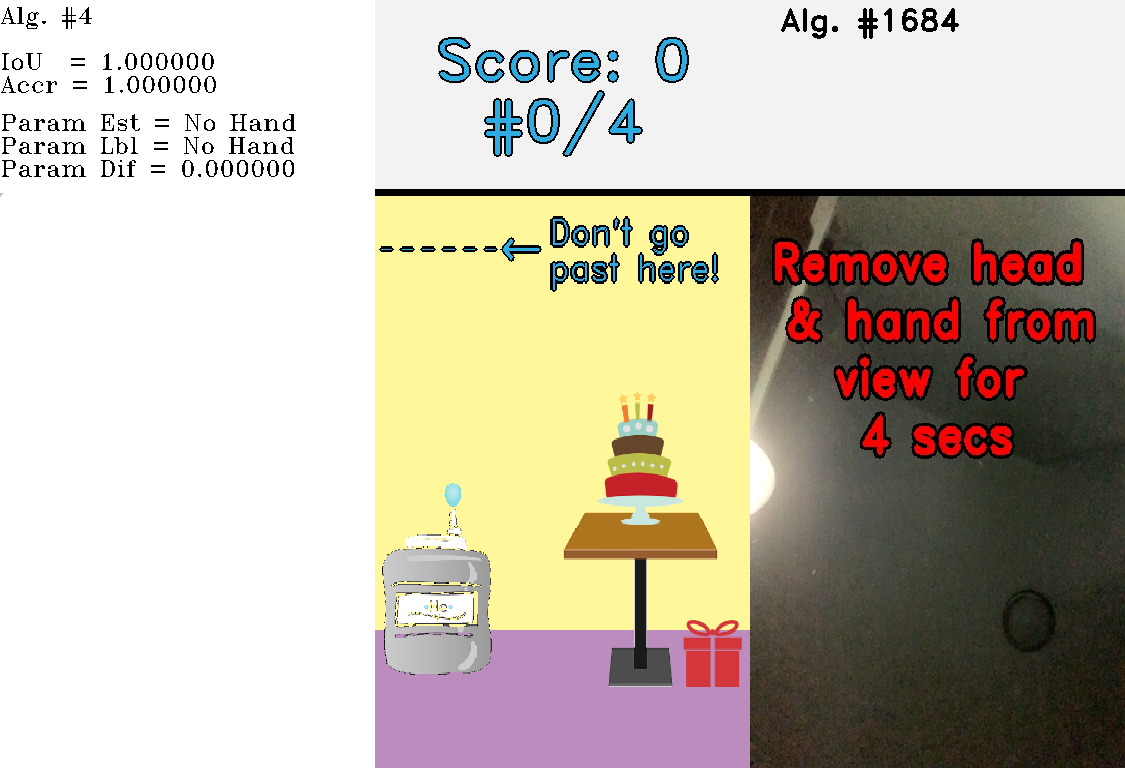 Alg. #4
IoU = 1.000000
Accr = 1.000000
Param Est = No Hand
Param Lbl = No Hand
Param Dif = 0.000000
Score: 0
#0/4
Alg. #1684
Don't go
past here!
Remove head
& hand from
view for
4 secs